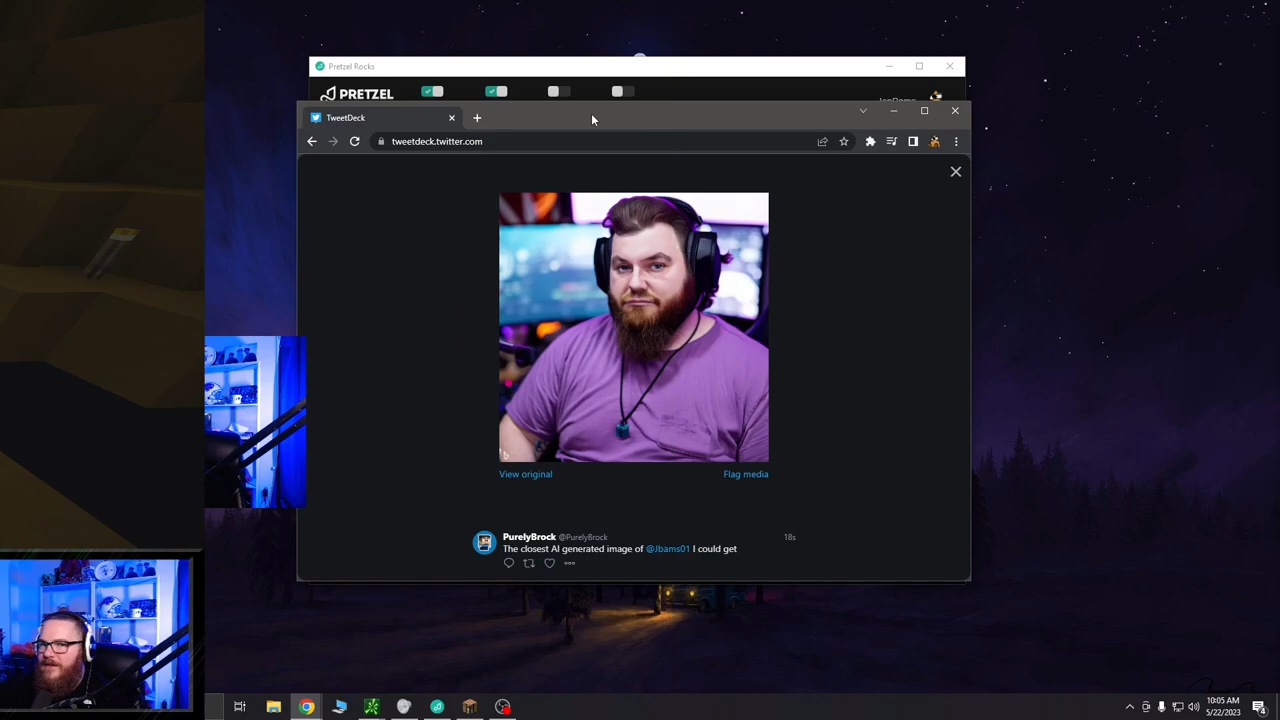 Pretzel Rocks
PRETZEL
TweetDeck
tweetdeck.twitter.com
View original
Flag media
PurelyBrock @PurelyBrock
18s
The closest AI generated image of @Jbams01 I could get
10:05 AM
5/22/2023
4